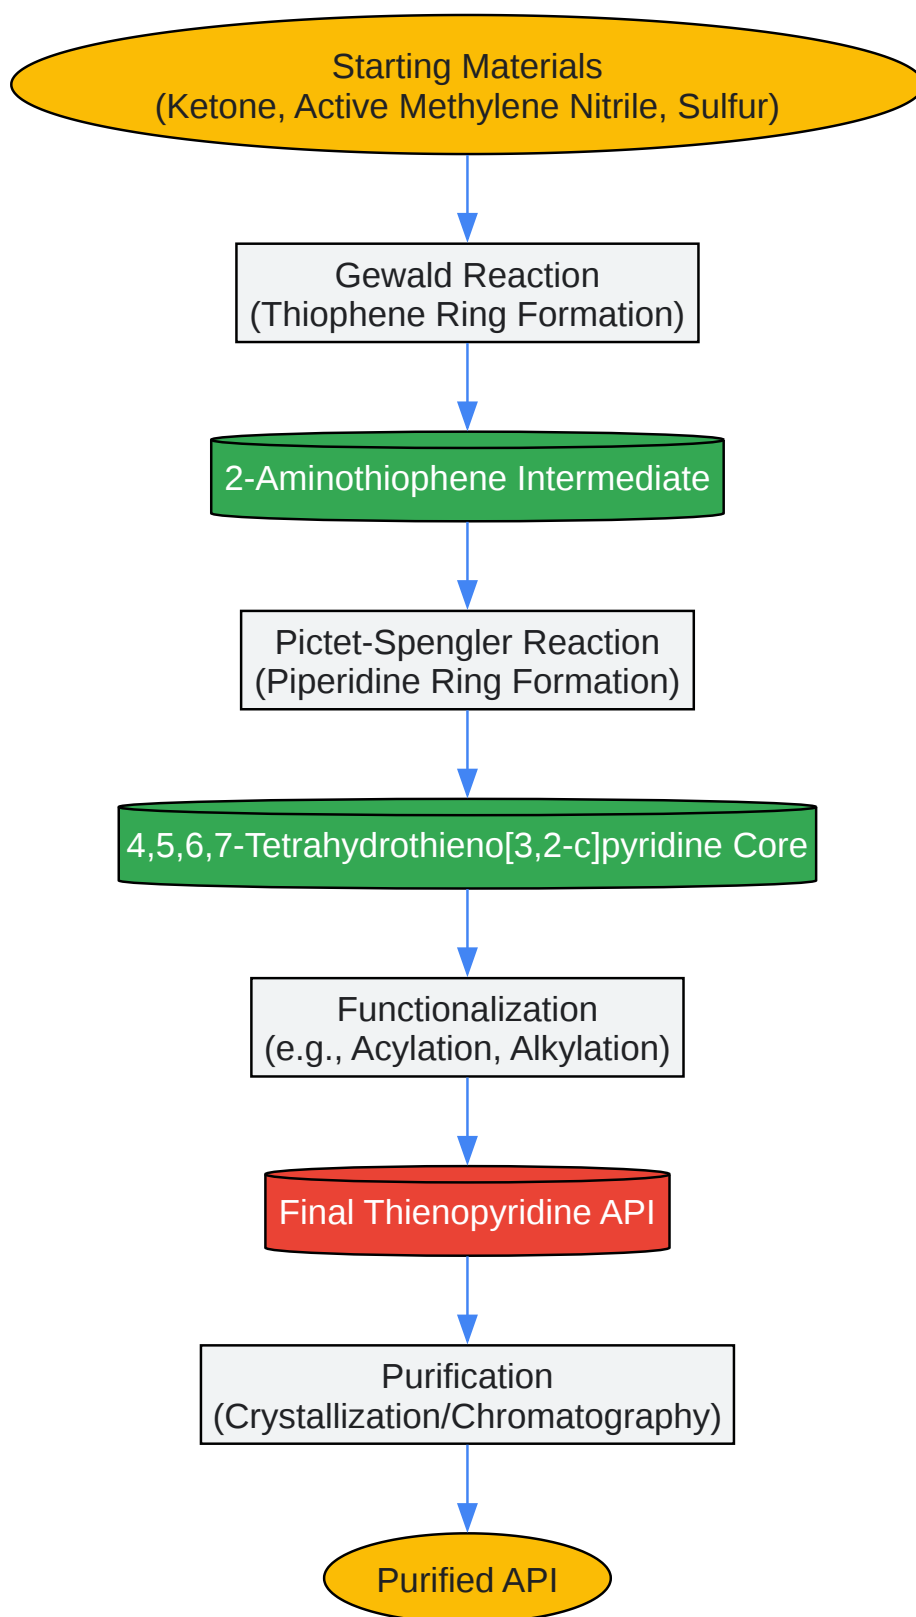 Starting Materials
(Ketone, Active Methylene Nitrile, Sulfur)
Gewald Reaction
(Thiophene Ring Formation)
2-Aminothiophene Intermediate
Pictet-Spengler Reaction
(Piperidine Ring Formation)
4,5,6,7-Tetrahydrothieno[3,2-c]pyridine Core
Functionalization
(e.g., Acylation, Alkylation)
Final Thienopyridine API
Purification
(Crystallization/Chromatography)
Purified API